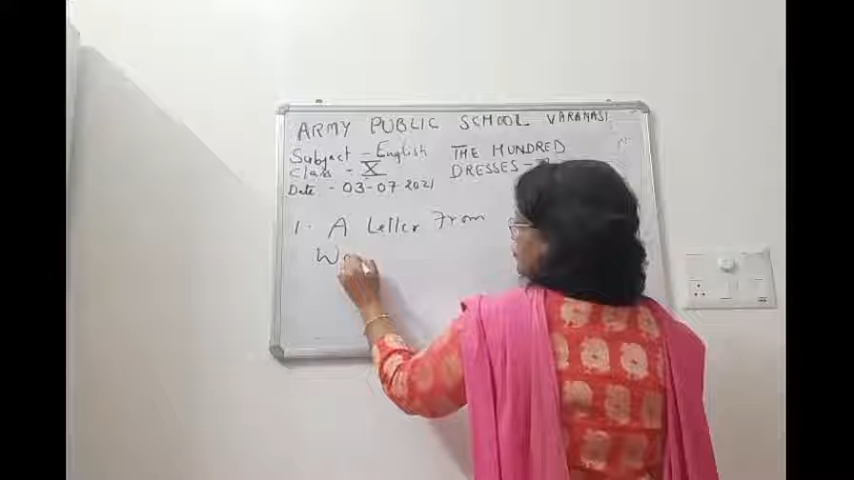 ARMY PUBLIC SCHOOL VARANASI
Subject - English
Class - X
Date - 03-07-2021
THE HUNDRED
DRESSES -
1. A Letter From